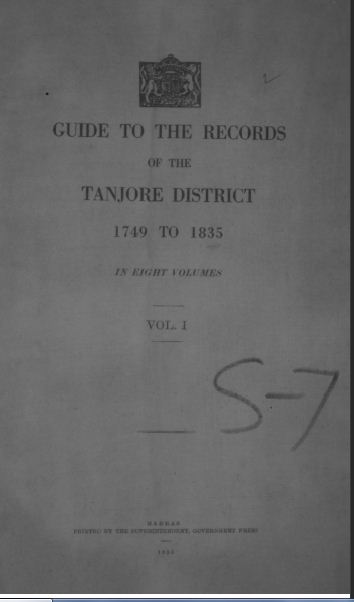 GUIDE TO THE RECORDS
OF THE
TANJORE DISTRICT
1749 TO 1835
IN EIGHT VOLUMES
VOL. I
S-7
MADRAS
PRINTED BY THE SUPERINTENDENT, GOVERNMENT PRESS